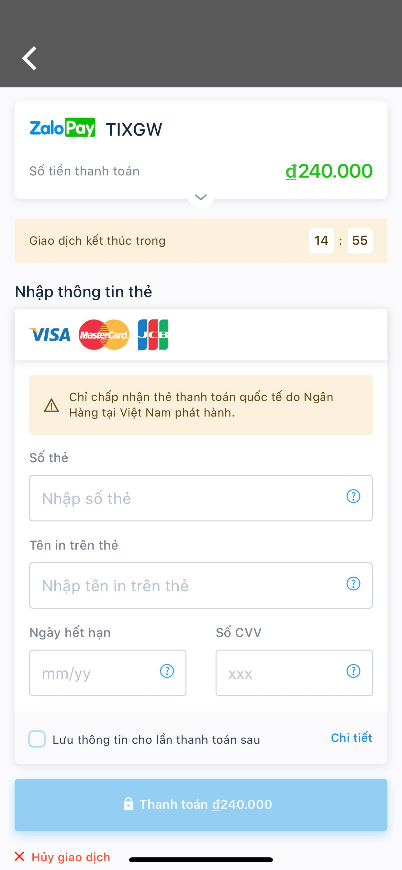 ZaloPay TIXGW
Số tiền thanh toán
₫240.000
Giao dịch kết thúc trong
14 : 55
Nhập thông tin thẻ
VISA MasterCard JCB
Chỉ chấp nhận thẻ thanh toán quốc tế do Ngân
Hàng tại Việt Nam phát hành.
Số thẻ
Nhập số thẻ
Tên in trên thẻ
Nhập tên in trên thẻ
Ngày hết hạn
Số CVV
mm/yy
xxx
Lưu thông tin cho lần thanh toán sau
Chi tiết
Thanh toán ₫240.000
Hủy giao dịch